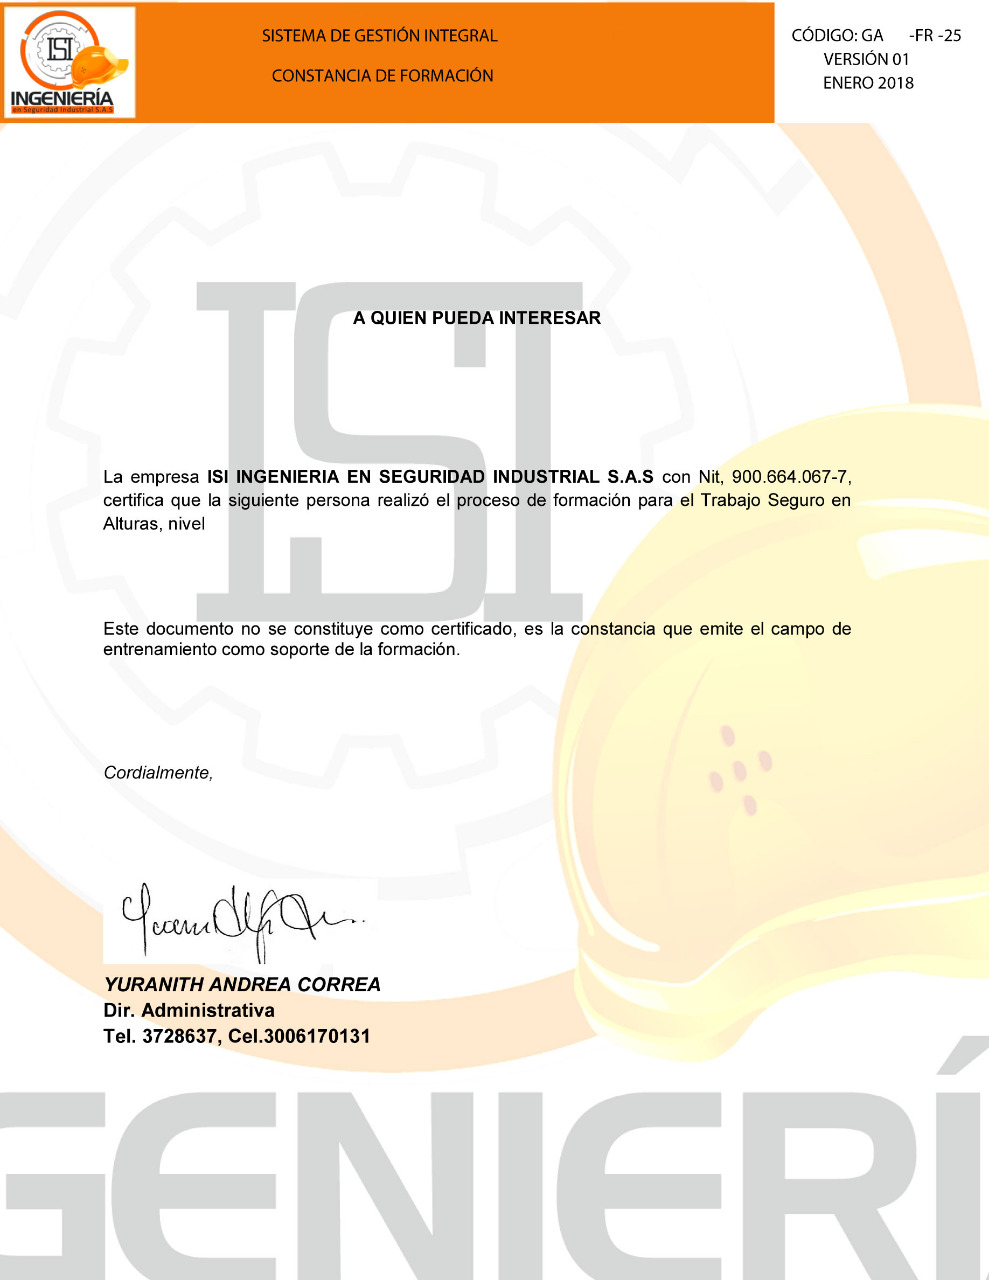 ISI
INGENIERÍA
en Seguridad Industrial S.A.S
SISTEMA DE GESTIÓN INTEGRAL
CONSTANCIA DE FORMACIÓN
CÓDIGO: GA -FR -25
VERSIÓN 01
ENERO 2018
ISI
A QUIEN PUEDA INTERESAR
La empresa ISI INGENIERIA EN SEGURIDAD INDUSTRIAL S.A.S con Nit, 900.664.067-7,
certifica que la siguiente persona realizó el proceso de formación para el Trabajo Seguro en
Alturas, nivel
Este documento no se constituye como certificado, es la constancia que emite el campo de
entrenamiento como soporte de la formación.
Cordialmente,
YURANITH ANDREA CORREA
Dir. Administrativa
Tel. 3728637, Cel.3006170131
GENIERÍ